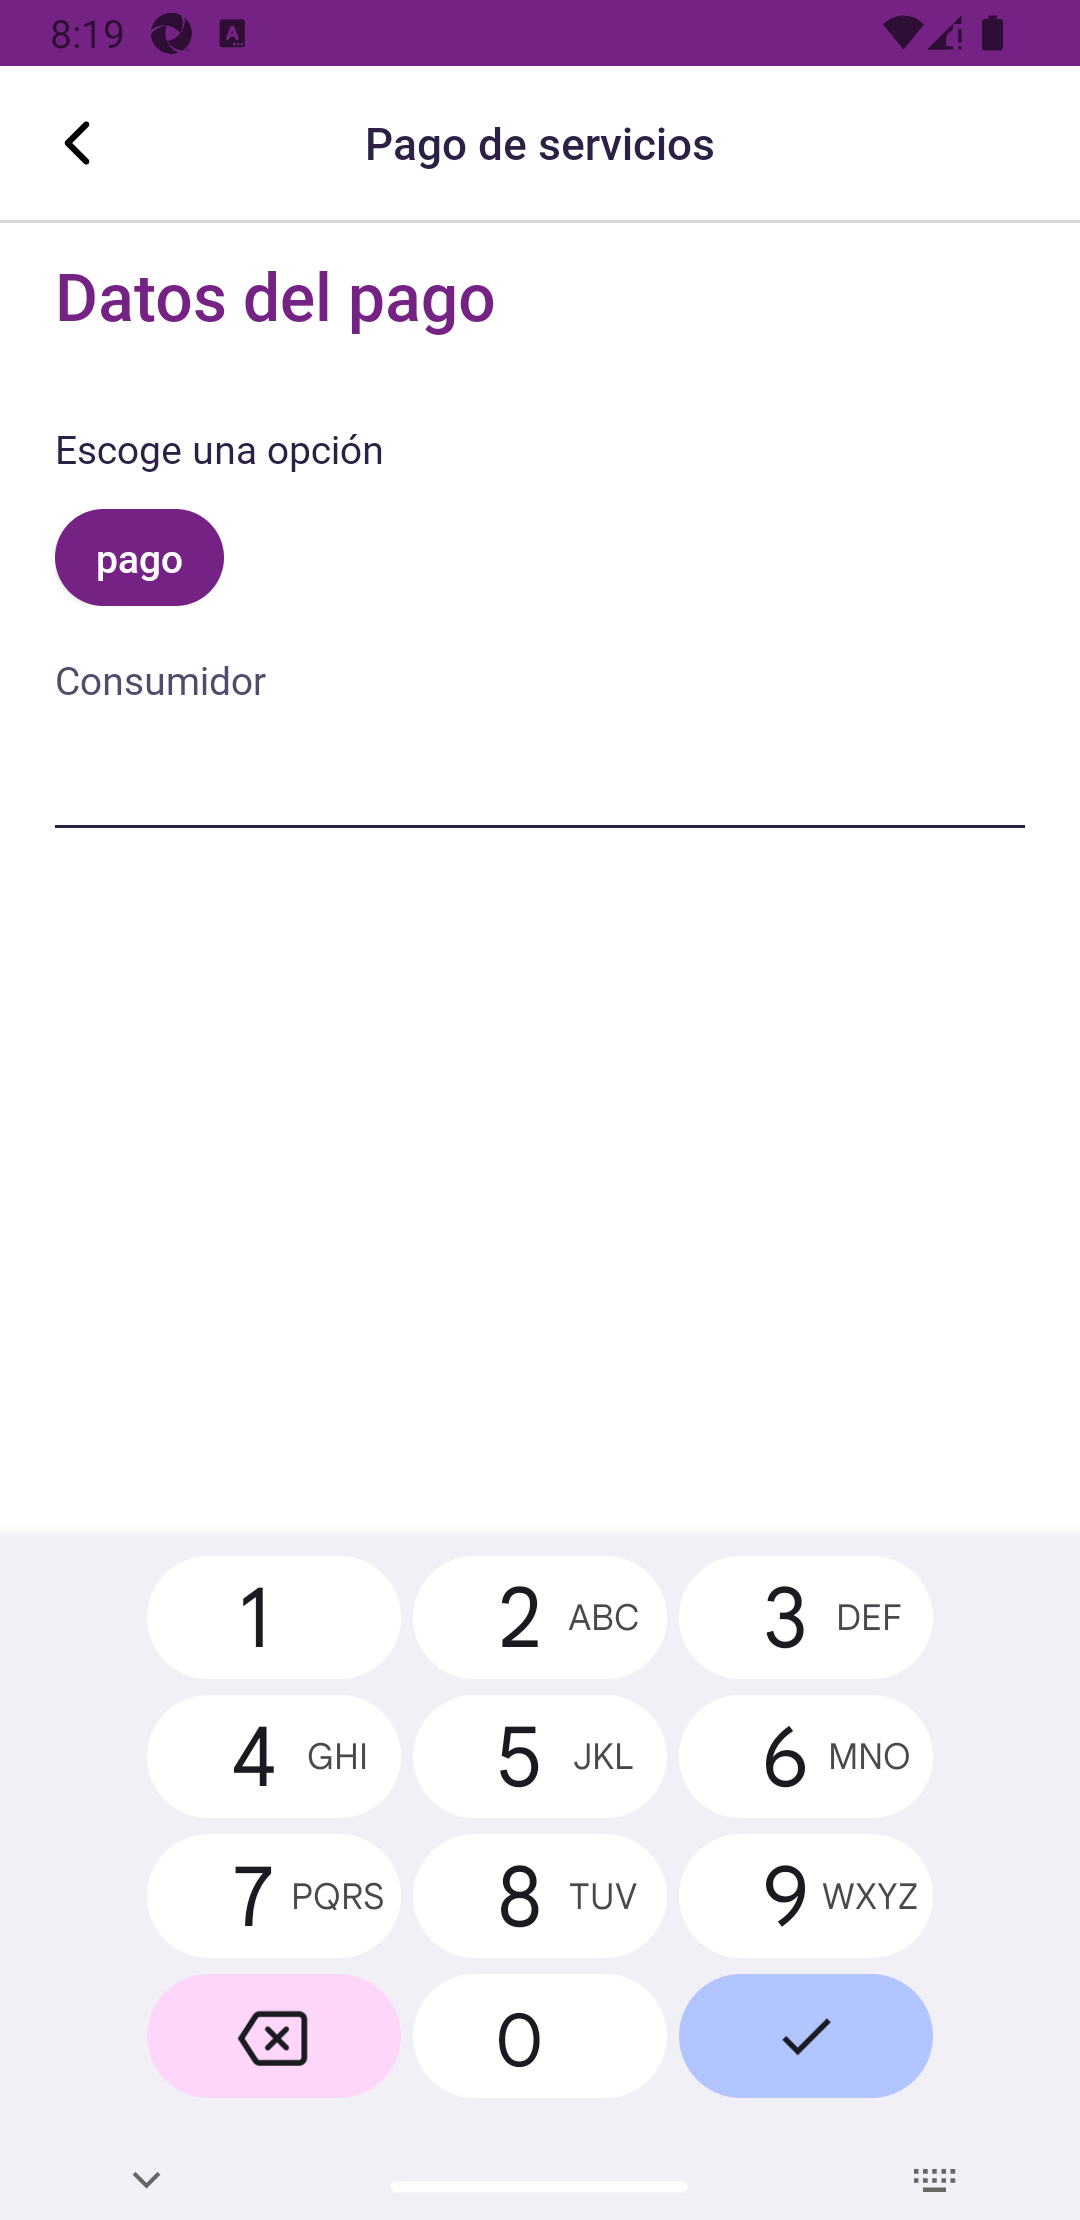 8:19
Pago de servicios
Datos del pago
Escoge una opción
pago
Consumidor
1
2 ABC
3 DEF
4 GHI
5 JKL
6 MNO
7 PQRS
8 TUV
9 WXYZ
0